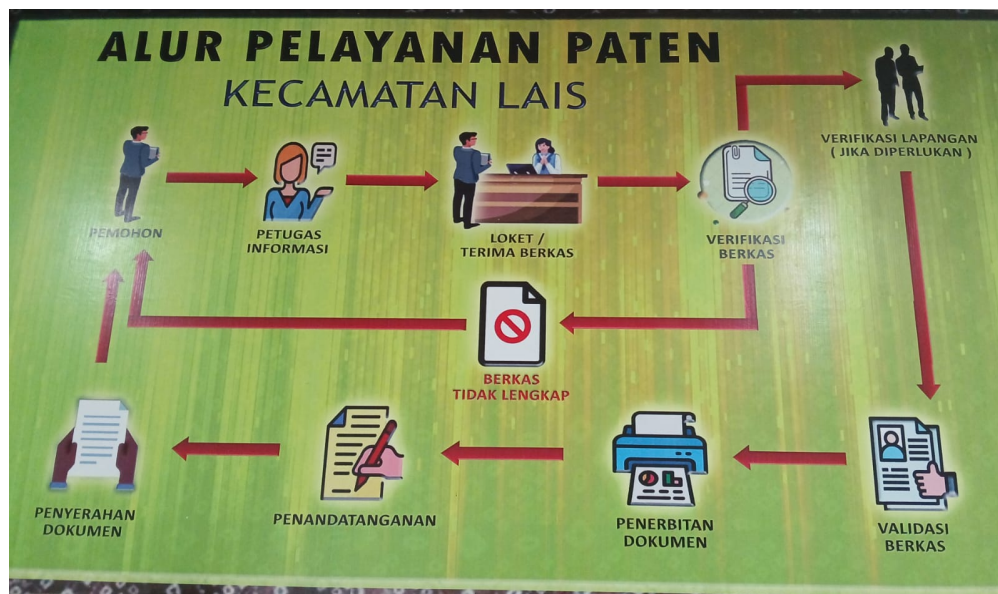 ALUR PELAYANAN PATEN
KECAMATAN LAIS
PEMOHON
PETUGAS
INFORMASI
LOKET /
TERIMA BERKAS
VERIFIKASI
BERKAS
VERIFIKASI LAPANGAN
( JIKA DIPERLUKAN )
BERKAS
TIDAK LENGKAP
VALIDASI
BERKAS
PENERBITAN
DOKUMEN
PENANDATANGANAN
PENYERAHAN
DOKUMEN